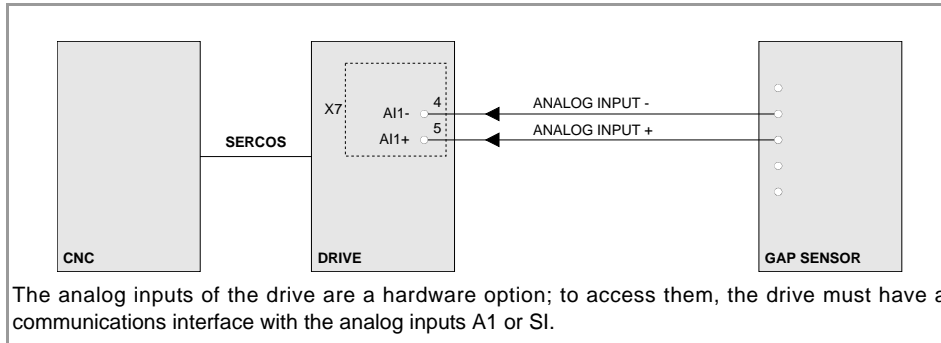 X7
AI1-
4
ANALOG INPUT -
AI1+
5
ANALOG INPUT +
SERCOS
CNC
DRIVE
GAP SENSOR
The analog inputs of the drive are a hardware option; to access them, the drive must have a
communications interface with the analog inputs A1 or SI.